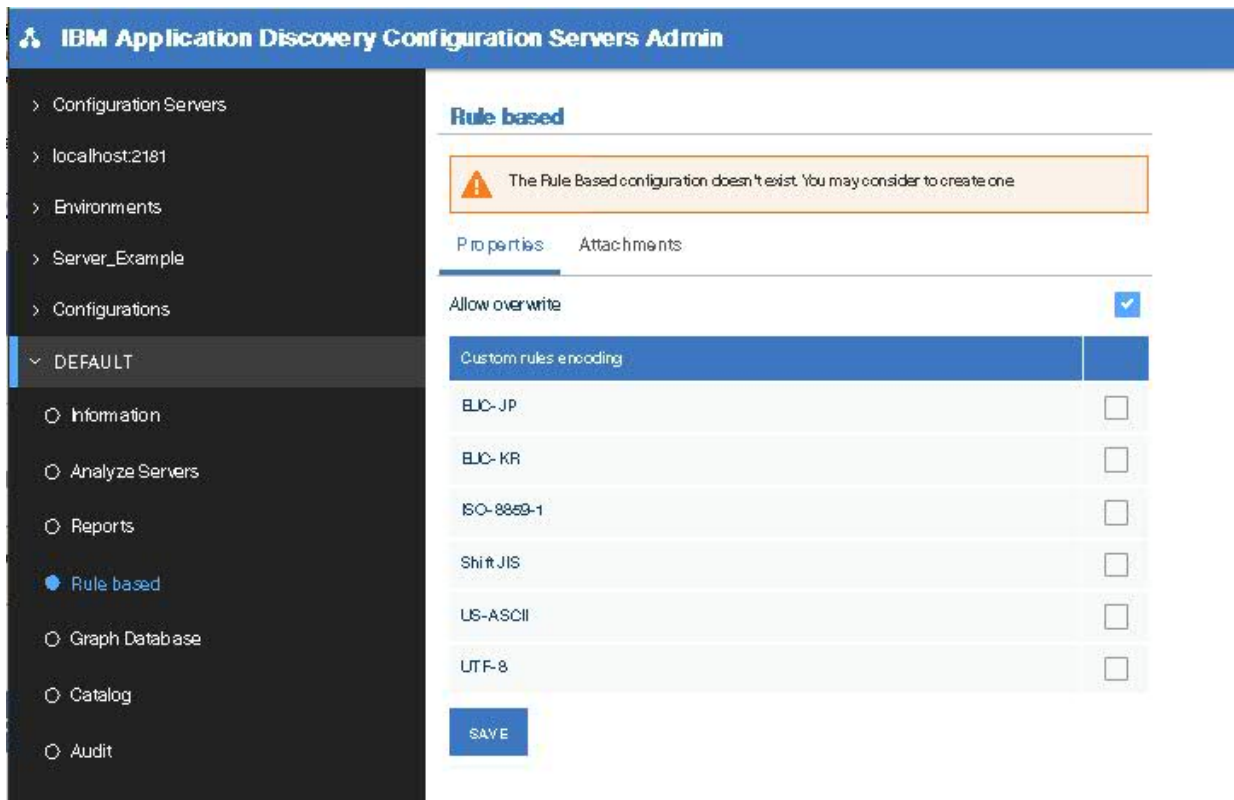 IBM Application Discovery Configuration Servers Admin
> Configuration Servers
> localhost:2181
> Environments
> Server_Example
> Configurations
DEFAULT
Information
Analyze Servers
Reports
Rule based
Graph Database
Catalog
Audit
Rule based
The Rule Based configuration doesn't exist. You may consider to create one
Properties Attachments
Allow overwrite
Custom rules encoding
EUC-JP
EUC-KR
ISO-8859-1
Shift JIS
US-ASCII
UTF-8
SAVE